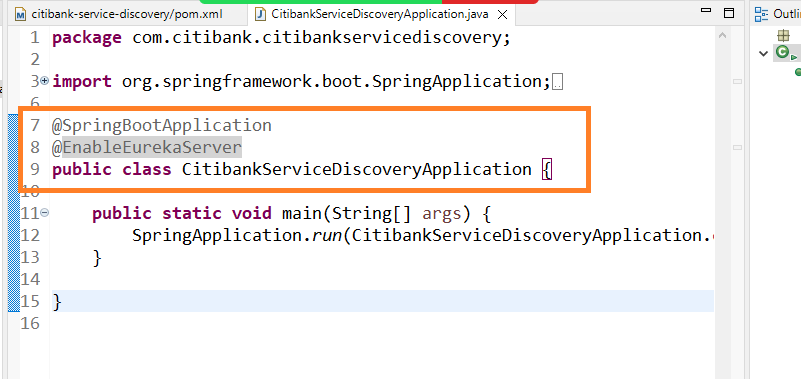 citibank-service-discovery/pom.xml
CitibankServiceDiscoveryApplication.java
Outlin
1 package com.citibank.citibankservicediscovery;
2
3 import org.springframework.boot.SpringApplication;
6
7 @SpringBootApplication
8 @EnableEurekaServer
9 public class CitibankServiceDiscoveryApplication {
10
11 public static void main(String[] args) {
12 SpringApplication.run(CitibankServiceDiscoveryApplication.
13 }
14
15 }
16